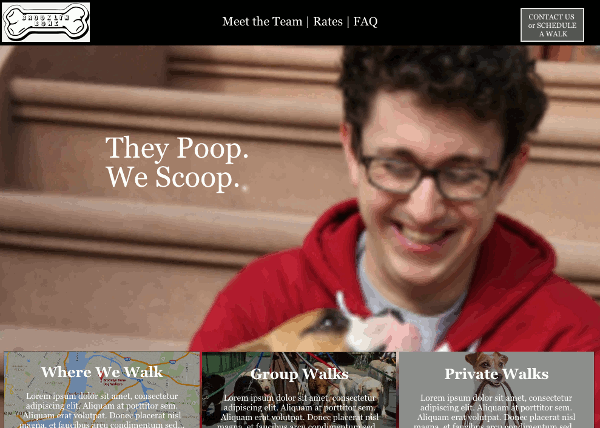 BROOKLYN
BONE
Meet the Team | Rates | FAQ
CONTACT US
or SCHEDULE
A WALK
They Poop.
We Scoop.
Where We Walk
Lorem ipsum dolor sit amet, consectetur
adipiscing elit. Aliquam at porttitor sem.
Aliquam erat volutpat. Donec placerat nisl
magna, et faucibus arcu condimentum sed.
Group Walks
Lorem ipsum dolor sit amet, consectetur
adipiscing elit. Aliquam at porttitor sem.
Aliquam erat volutpat. Donec placerat nisl
magna, et faucibus arcu condimentum sed.
Private Walks
Lorem ipsum dolor sit amet, consectetur
adipiscing elit. Aliquam at porttitor sem.
Aliquam erat volutpat. Donec placerat nisl
magna, et faucibus arcu condimentum sed.